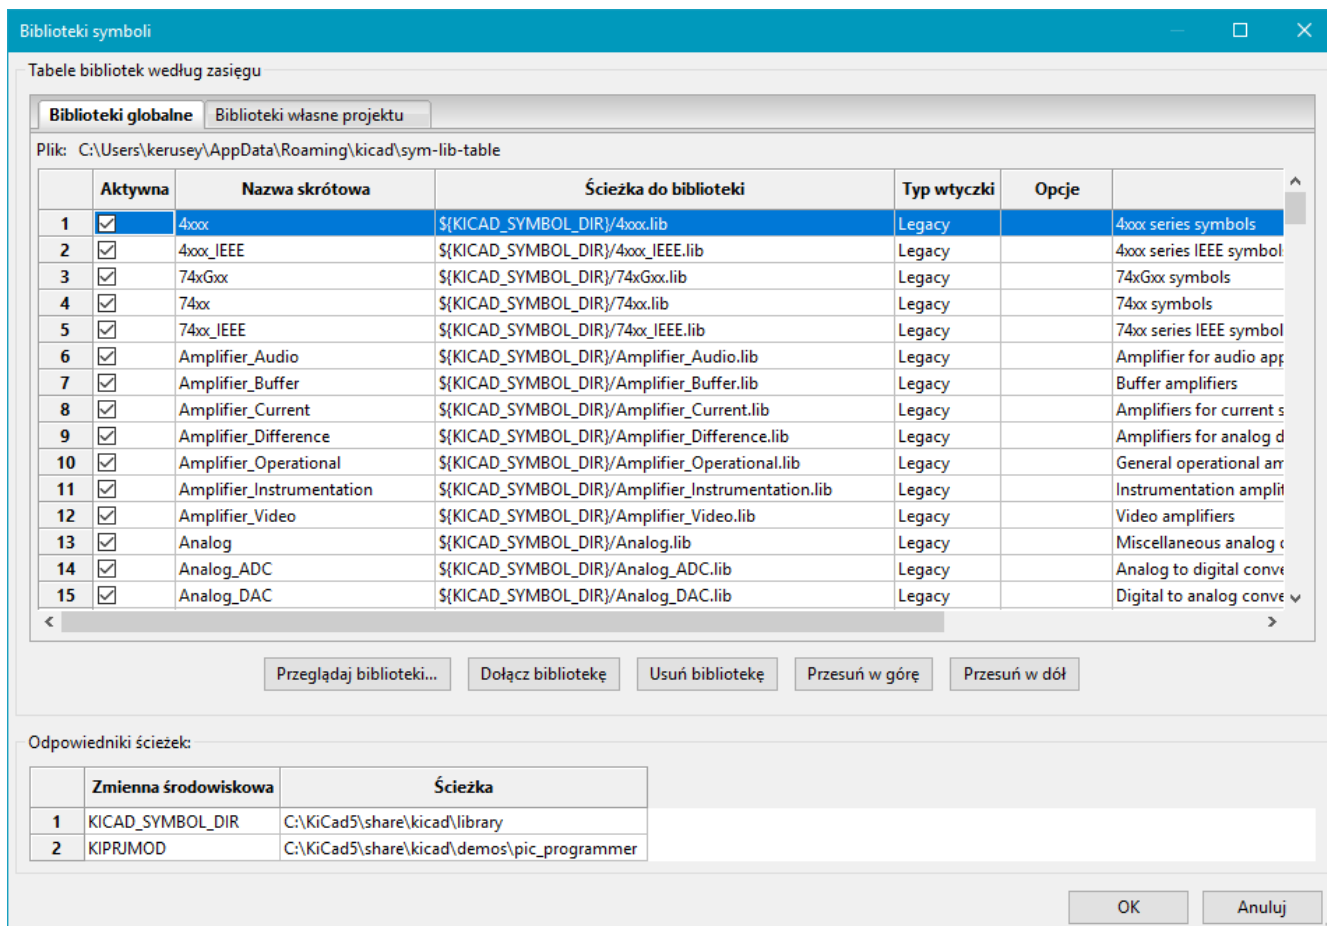 Biblioteki symboli
Tabele bibliotek według zasięgu
Biblioteki globalne Biblioteki własne projektu
Plik: C:\Users\kerusey\AppData\Roaming\kicad\sym-lib-table
Aktywna Nazwa skrótowa Ścieżka do biblioteki Typ wtyczki Opcje
1 4xxx ${KICAD_SYMBOL_DIR}/4xxx.lib Legacy 4xxx series symbols
2 4xxx_IEEE ${KICAD_SYMBOL_DIR}/4xxx_IEEE.lib Legacy 4xxx series IEEE symbol
3 74xGxx ${KICAD_SYMBOL_DIR}/74xGxx.lib Legacy 74xGxx symbols
4 74xx ${KICAD_SYMBOL_DIR}/74xx.lib Legacy 74xx symbols
5 74xx_IEEE ${KICAD_SYMBOL_DIR}/74xx_IEEE.lib Legacy 74xx series IEEE symbol
6 Amplifier_Audio ${KICAD_SYMBOL_DIR}/Amplifier_Audio.lib Legacy Amplifier for audio app
7 Amplifier_Buffer ${KICAD_SYMBOL_DIR}/Amplifier_Buffer.lib Legacy Buffer amplifiers
8 Amplifier_Current ${KICAD_SYMBOL_DIR}/Amplifier_Current.lib Legacy Amplifiers for current s
9 Amplifier_Difference ${KICAD_SYMBOL_DIR}/Amplifier_Difference.lib Legacy Amplifiers for analog d
10 Amplifier_Operational ${KICAD_SYMBOL_DIR}/Amplifier_Operational.lib Legacy General operational am
11 Amplifier_Instrumentation ${KICAD_SYMBOL_DIR}/Amplifier_Instrumentation.lib Legacy Instrumentation amplif
12 Amplifier_Video ${KICAD_SYMBOL_DIR}/Amplifier_Video.lib Legacy Video amplifiers
13 Analog ${KICAD_SYMBOL_DIR}/Analog.lib Legacy Miscellaneous analog
14 Analog_ADC ${KICAD_SYMBOL_DIR}/Analog_ADC.lib Legacy Analog to digital conve
15 Analog_DAC ${KICAD_SYMBOL_DIR}/Analog_DAC.lib Legacy Digital to analog conve
Przeglądaj biblioteki... Dołącz bibliotekę Usuń bibliotekę Przesuń w górę Przesuń w dół
Odpowiedniki ścieżek:
Zmienna środowiskowa Ścieżka
1 KICAD_SYMBOL_DIR C:\KiCad5\share\kicad\library
2 KIPRJMOD C:\KiCad5\share\kicad\demos\pic_programmer
OK Anuluj